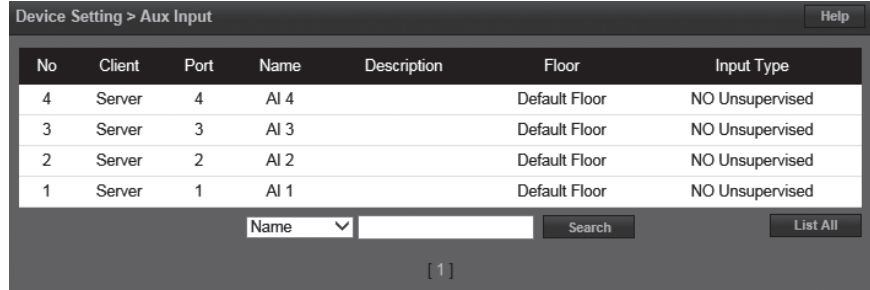 Device Setting > Aux Input Help
No Client Port Name Description Floor Input Type
4 Server 4 AI 4 Default Floor NO Unsupervised
3 Server 3 AI 3 Default Floor NO Unsupervised
2 Server 2 AI 2 Default Floor NO Unsupervised
1 Server 1 AI 1 Default Floor NO Unsupervised
Name Search List All
[ 1 ]